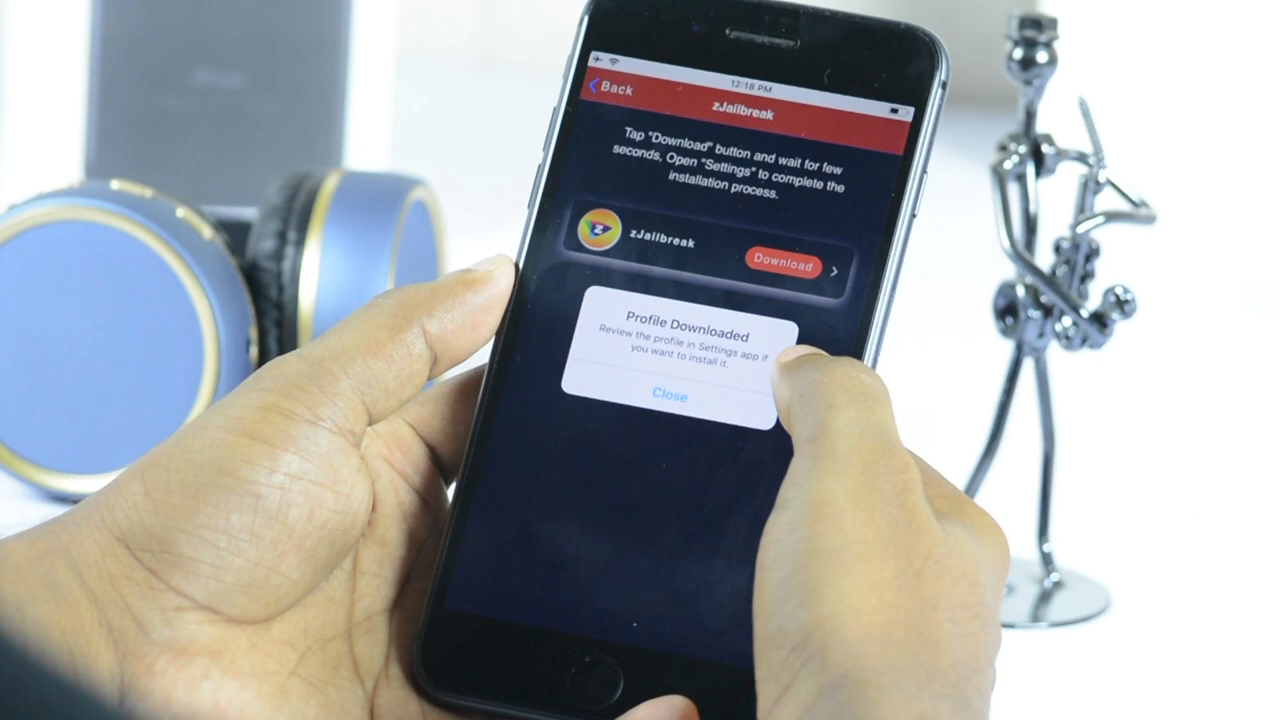 12:18 PM
Back
zJailbreak
Tap "Download" button and wait for few
seconds, Open "Settings" to complete the
installation process.
Z
zJailbreak
Download
Profile Downloaded
Review the profile in Settings app if
you want to install it.
Close